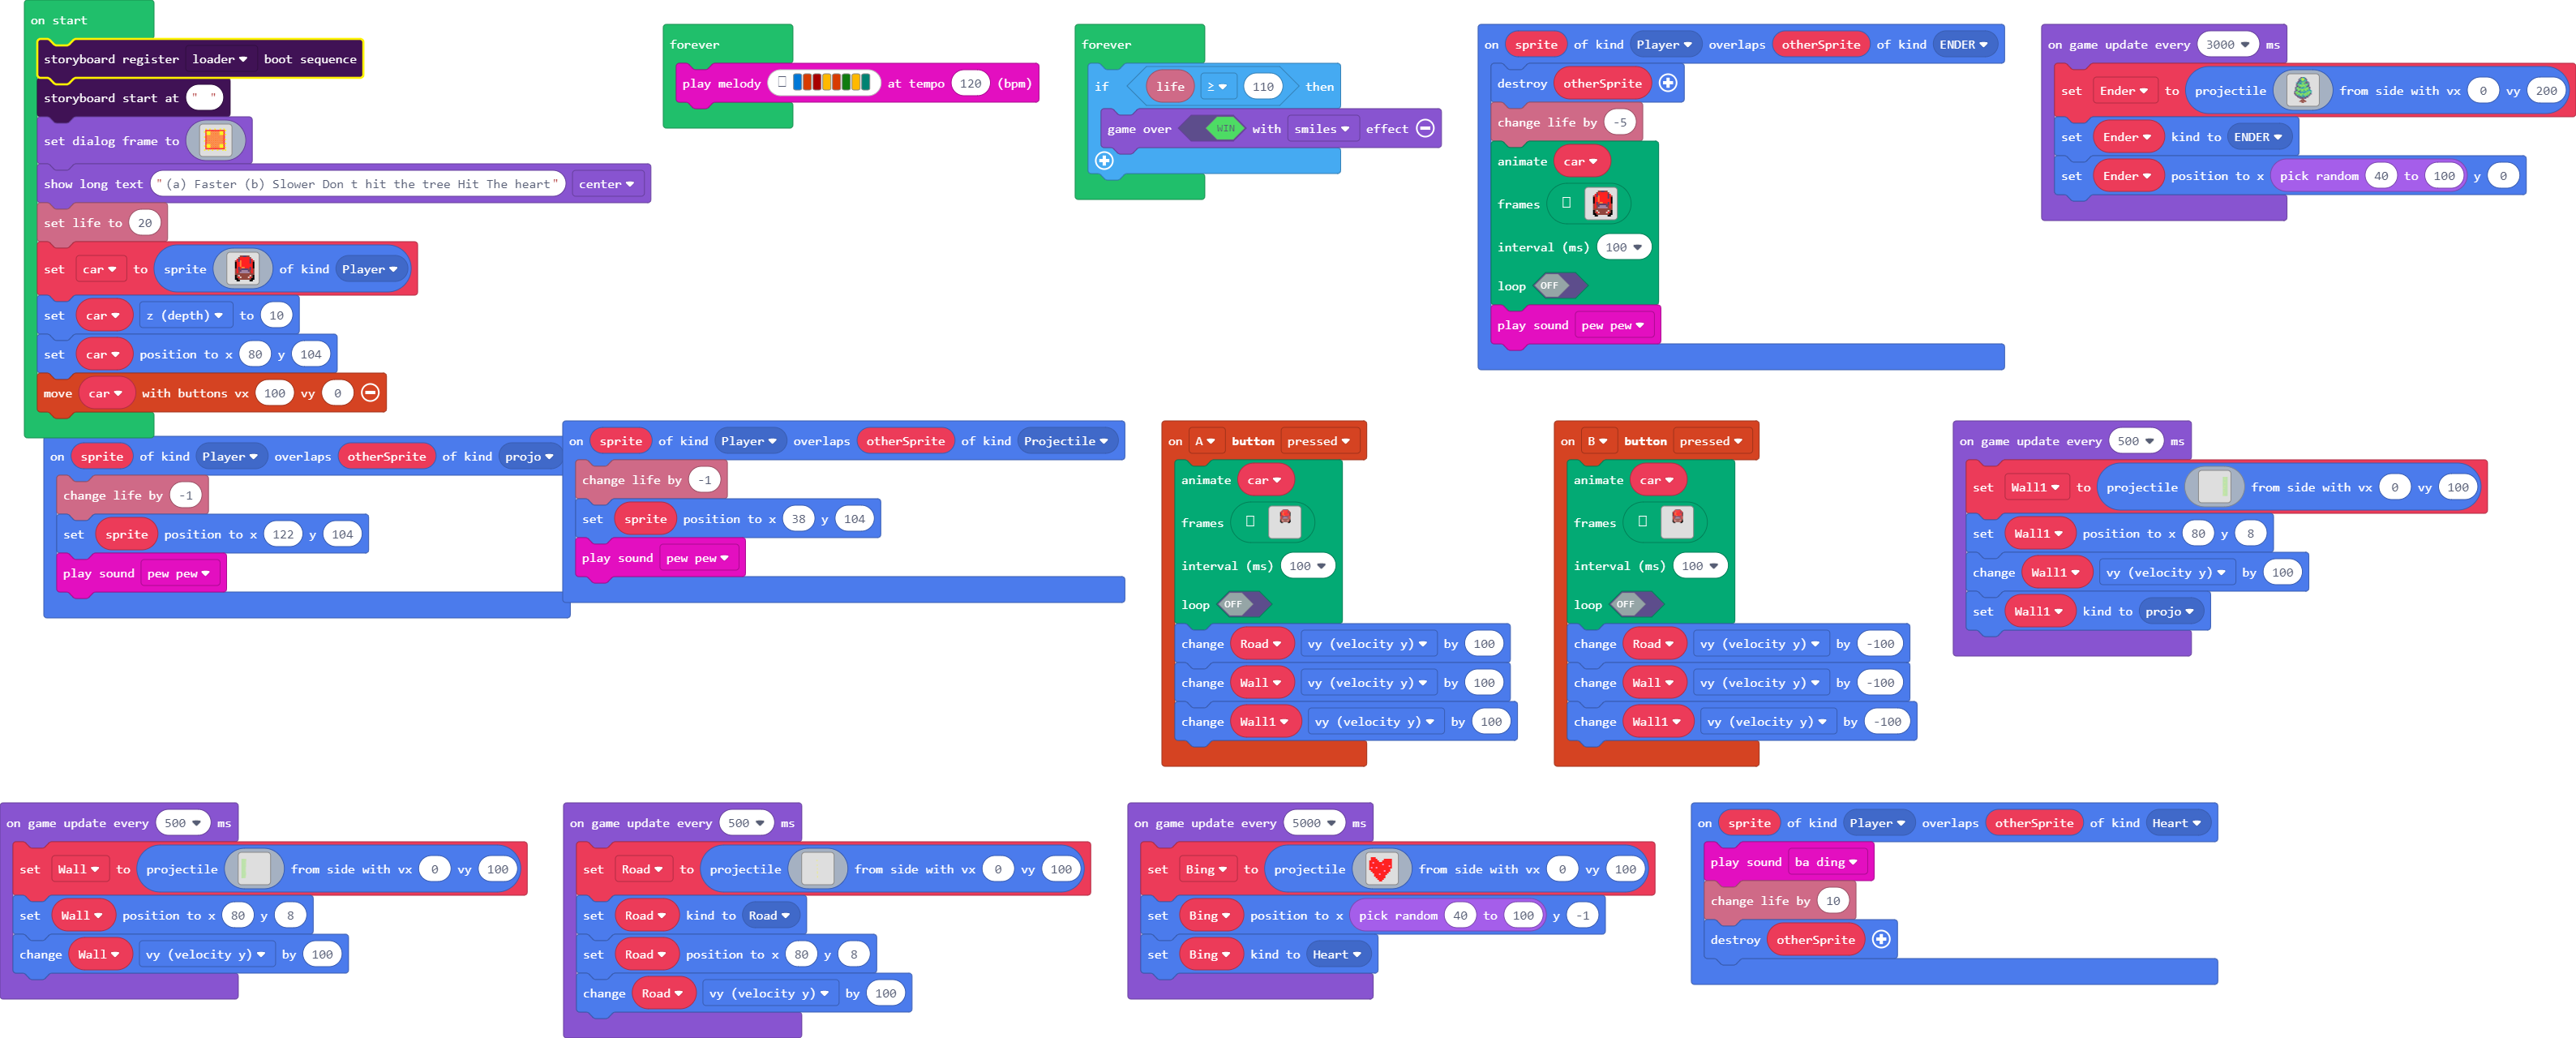 on start
storyboard register loader boot sequence
storyboard start at " "
set dialog frame to
show long text "(a) Faster (b) Slower Don t hit the tree Hit The heart" center
set life to 20
set car to sprite of kind Player
set car z (depth) to 10
set car position to x 80 y 104
move car with buttons vx 100 vy 0
forever
play melody at tempo 120 (bpm)
forever
if life ≥ 110 then
game over WIN with smiles effect
on sprite of kind Player overlaps otherSprite of kind ENDER
destroy otherSprite
change life by -5
animate car
frames
interval (ms) 100
loop OFF
play sound pew pew
on game update every 3000 ms
set Ender to projectile from side with vx 0 vy 200
set Ender kind to ENDER
set Ender position to x pick random 40 to 100 y 0
on sprite of kind Player overlaps otherSprite of kind projo
change life by -1
set sprite position to x 122 y 104
play sound pew pew
on sprite of kind Player overlaps otherSprite of kind Projectile
change life by -1
set sprite position to x 38 y 104
play sound pew pew
on A button pressed
animate car
frames
interval (ms) 100
loop OFF
change Road vy (velocity y) by 100
change Wall vy (velocity y) by 100
change Wall1 vy (velocity y) by 100
on B button pressed
animate car
frames
interval (ms) 100
loop OFF
change Road vy (velocity y) by -100
change Wall vy (velocity y) by -100
change Wall1 vy (velocity y) by -100
on game update every 500 ms
set Wall1 to projectile from side with vx 0 vy 100
set Wall1 position to x 80 y 8
change Wall1 vy (velocity y) by 100
set Wall1 kind to projo
on game update every 500 ms
set Wall to projectile from side with vx 0 vy 100
set Wall position to x 80 y 8
change Wall vy (velocity y) by 100
on game update every 500 ms
set Road to projectile from side with vx 0 vy 100
set Road kind to Road
set Road position to x 80 y 8
change Road vy (velocity y) by 100
on game update every 5000 ms
set Bing to projectile from side with vx 0 vy 100
set Bing position to x pick random 40 to 100 y -1
set Bing kind to Heart
on sprite of kind Player overlaps otherSprite of kind Heart
play sound ba ding
change life by 10
destroy otherSprite